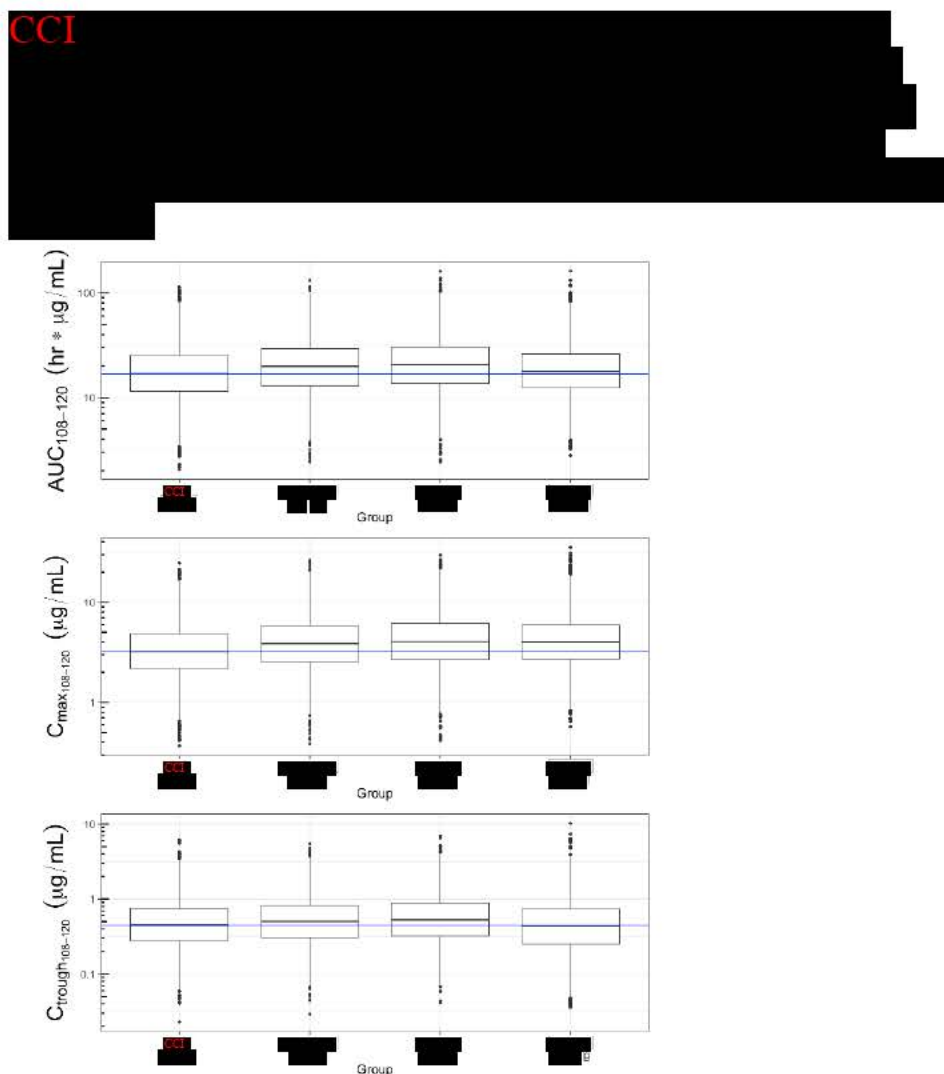 CCI
AUC108–120 (hr * µg/mL)
100
10
CCI
Group
Cmax108–120 (µg/mL)
10
1
CCI
Group
Ctrough108–120 (µg/mL)
10
1
0.1
CCI
g
Group